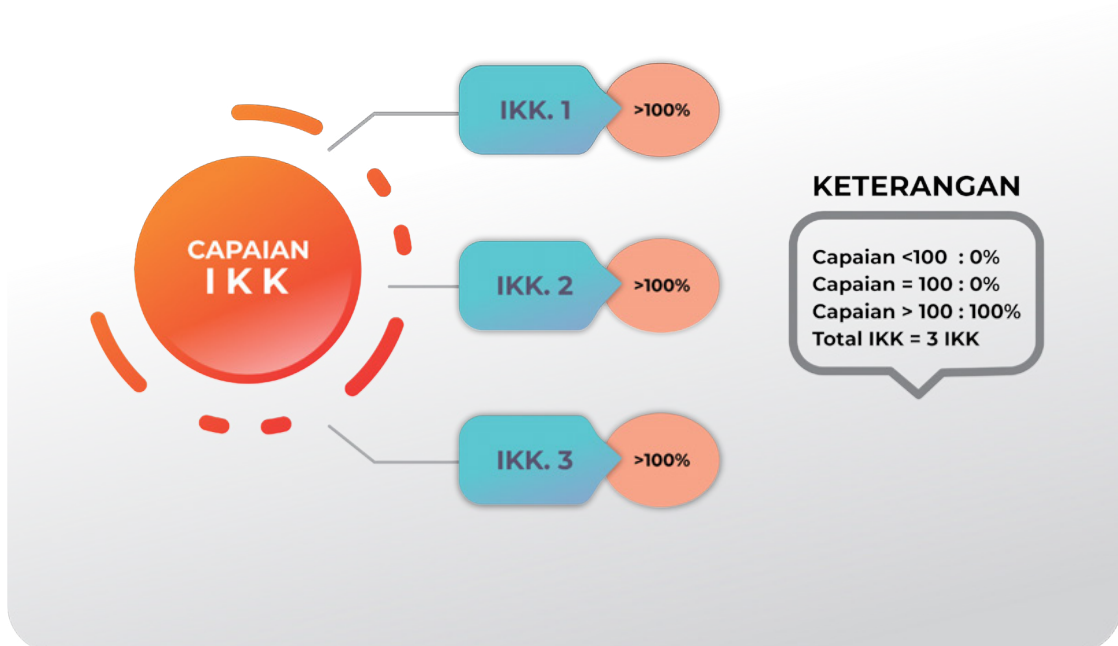 CAPAIAN
IKK
IKK. 1
>100%
IKK. 2
>100%
IKK. 3
>100%
KETERANGAN
Capaian <100 : 0%
Capaian = 100 : 0%
Capaian > 100 : 100%
Total IKK = 3 IKK